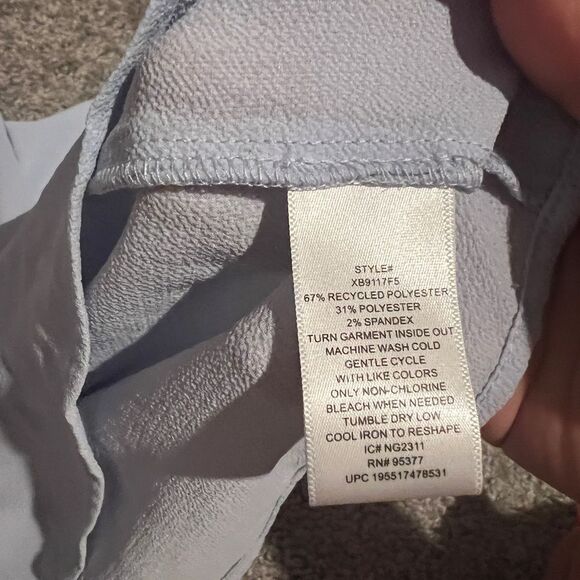 STYLE#
XB9117F5
67% RECYCLED POLYESTER
31% POLYESTER
2% SPANDEX
TURN GARMENT INSIDE OUT
MACHINE WASH COLD
GENTLE CYCLE
WITH LIKE COLORS
ONLY NON-CHLORINE
BLEACH WHEN NEEDED
TUMBLE DRY LOW
COOL IRON TO RESHAPE
IC# NG2311
RN# 95377
UPC 195517478531